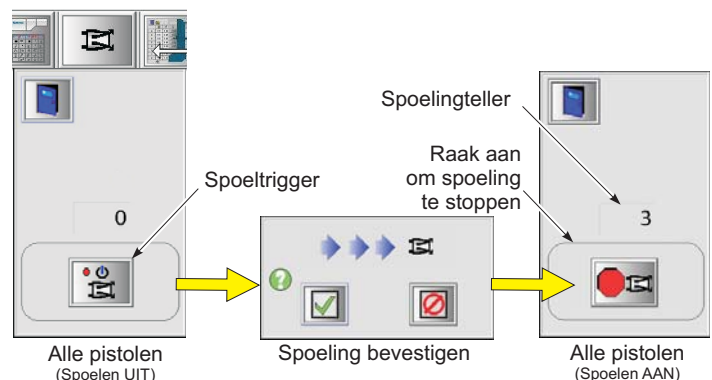 Spoelingteller
Raak aan
om spoeling
te stoppen
Spoeltrigger
0
3
Alle pistolen
(Spoelen UIT)
Spoeling bevestigen
Alle pistolen
(Spoelen AAN)